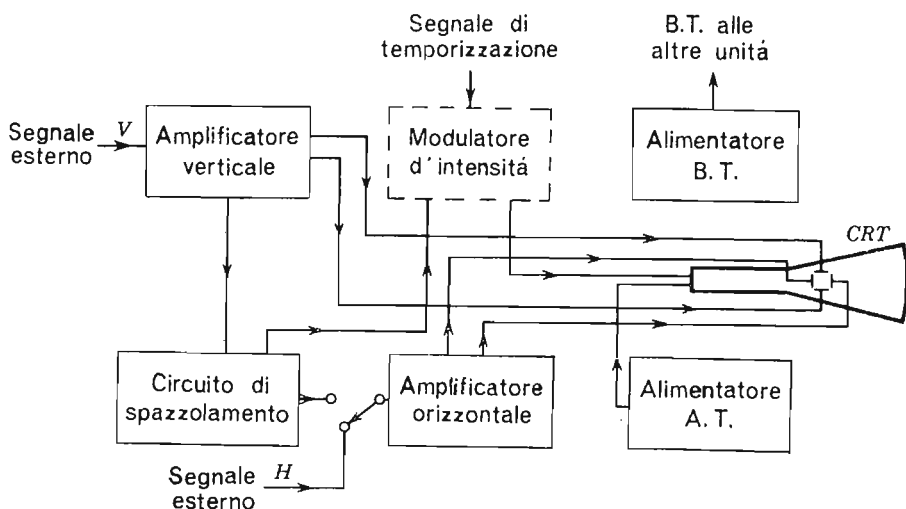 Segnale di
temporizzazione
B.T. alle
altre unitá
Segnale
esterno
V
Amplificatore
verticale
Modulatore
d'intensitá
Alimentatore
B. T.
CRT
Circuito di
spazzolamento
Amplificatore
orizzontale
Alimentatore
A. T.
Segnale
esterno
H